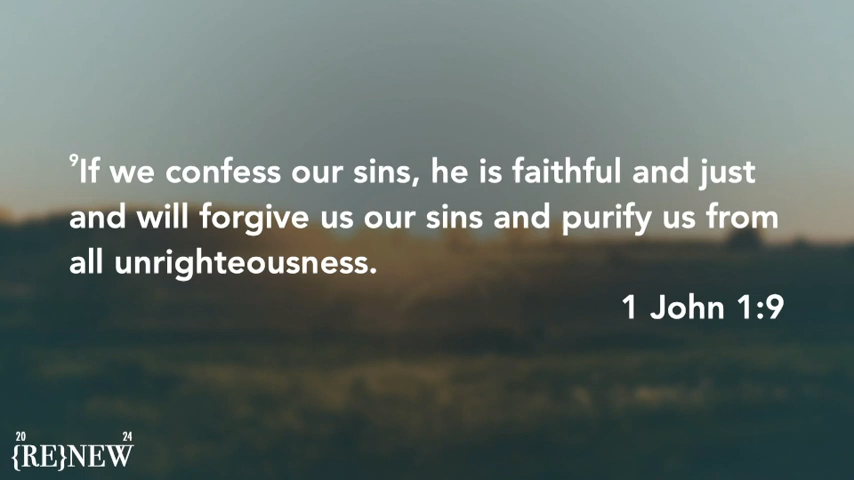 ⁹If we confess our sins, he is faithful and just
and will forgive us our sins and purify us from
all unrighteousness.
1 John 1:9
20 24
{RE}NEW